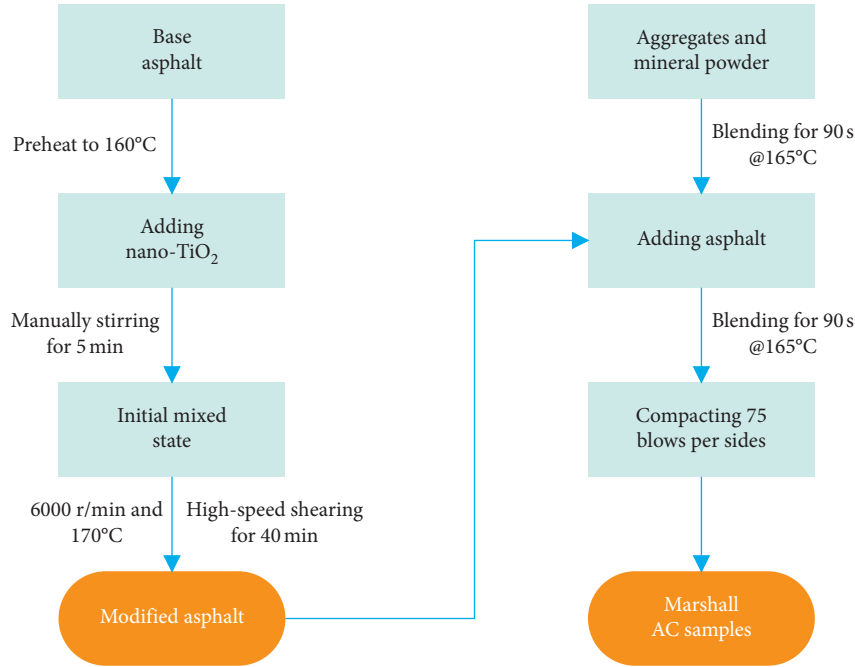 Base
asphalt
Preheat to 160°C
Adding
nano-TiO₂
Manually stirring
for 5 min
Initial mixed
state
6000 r/min and
170°C
High-speed shearing
for 40 min
Modified asphalt
Aggregates and
mineral powder
Blending for 90 s
@165°C
Adding asphalt
Blending for 90 s
@165°C
Compacting 75
blows per sides
Marshall
AC samples